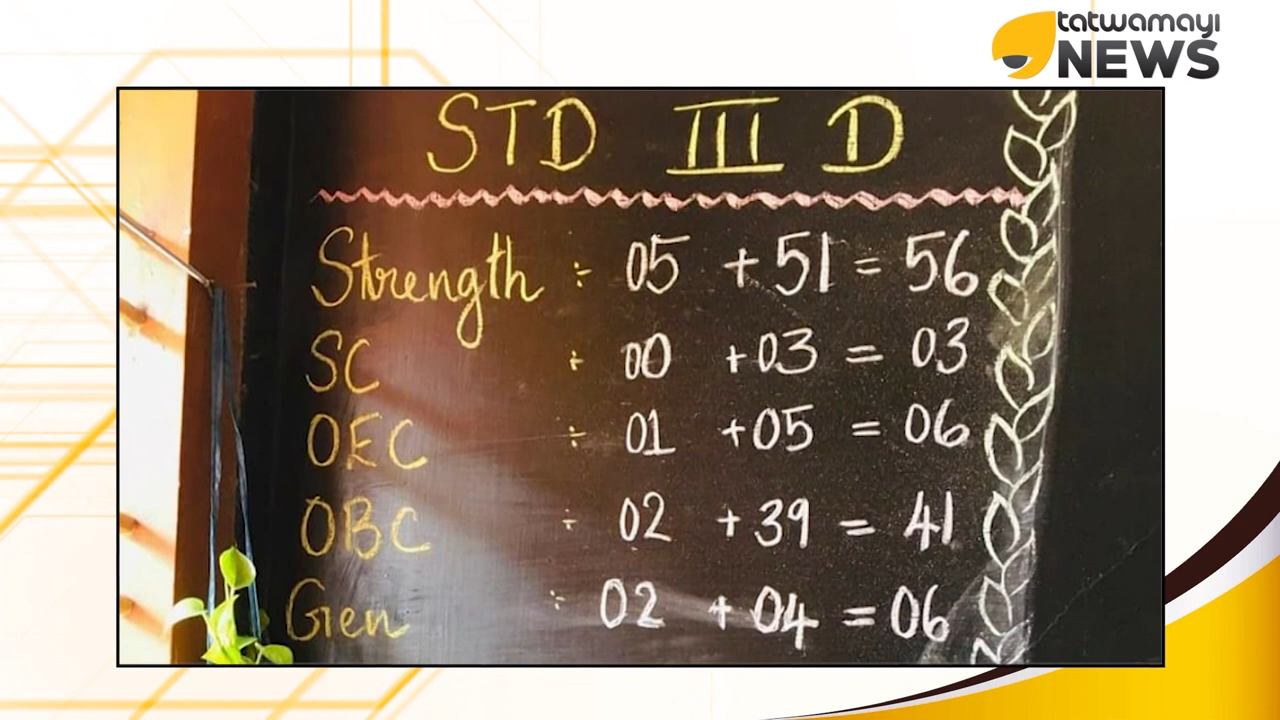 tatwamayi
NEWS
STD III D
Strength ÷ 05 + 51 = 56
SC ÷ 00 + 03 = 03
OEC ÷ 01 + 05 = 06
OBC ÷ 02 + 39 = 41
Gen ÷ 02 + 04 = 06